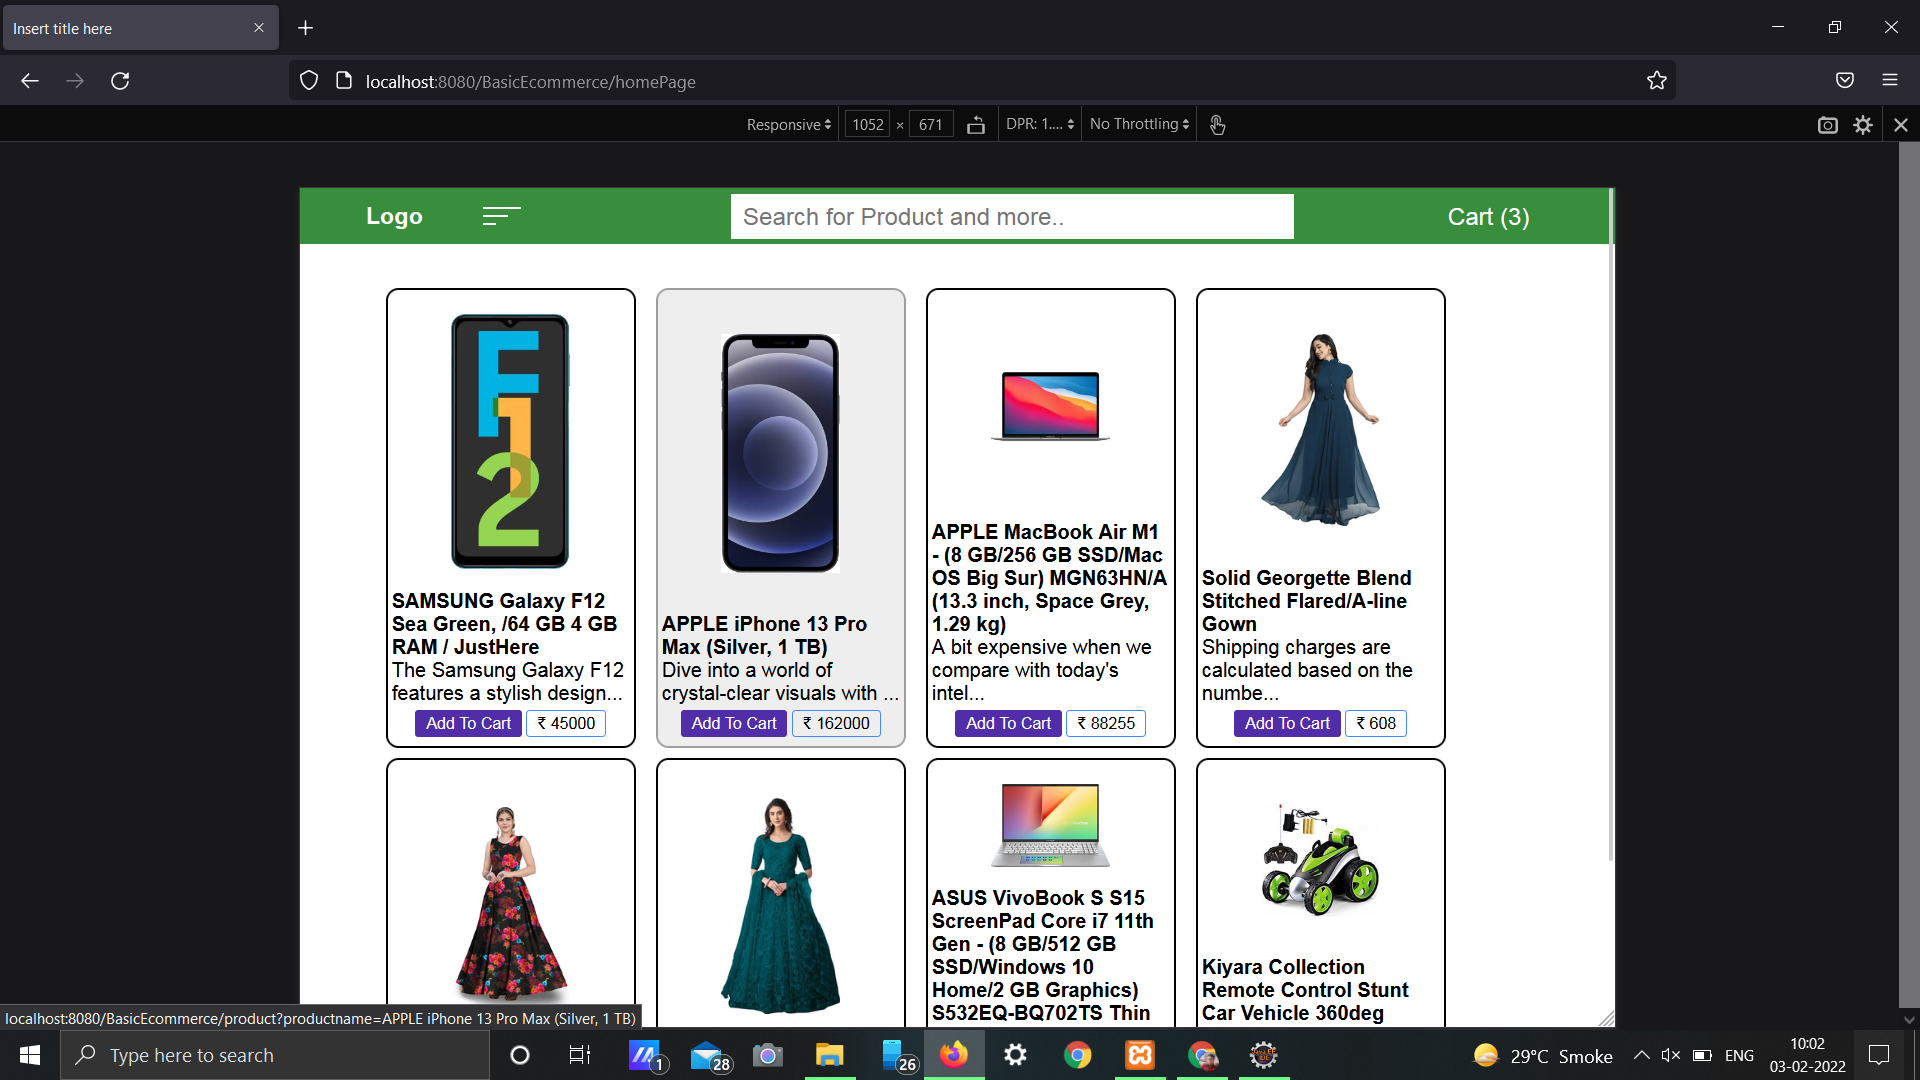 Insert title here
localhost:8080/BasicEcommerce/homePage
Responsive
1052 × 671
DPR: 1....
No Throttling
Logo
Search for Product and more..
Cart (3)
F12
SAMSUNG Galaxy F12
Sea Green, /64 GB 4 GB
RAM / JustHere
The Samsung Galaxy F12
features a stylish design...
Add To Cart
₹ 45000
APPLE iPhone 13 Pro
Max (Silver, 1 TB)
Dive into a world of
crystal-clear visuals with ...
Add To Cart
₹ 162000
APPLE MacBook Air M1
- (8 GB/256 GB SSD/Mac
OS Big Sur) MGN63HN/A
(13.3 inch, Space Grey,
1.29 kg)
A bit expensive when we
compare with today's
intel...
Add To Cart
₹ 88255
Solid Georgette Blend
Stitched Flared/A-line
Gown
Shipping charges are
calculated based on the
numbe...
Add To Cart
₹ 608
ASUS VivoBook S S15
ScreenPad Core i7 11th
Gen - (8 GB/512 GB
SSD/Windows 10
Home/2 GB Graphics)
S532EQ-BQ702TS Thin
Kiyara Collection
Remote Control Stunt
Car Vehicle 360deg
localhost:8080/BasicEcommerce/product?productname=APPLE iPhone 13 Pro Max (Silver, 1 TB)
Type here to search
1
28
26
29°C Smoke
ENG
10:02
03-02-2022